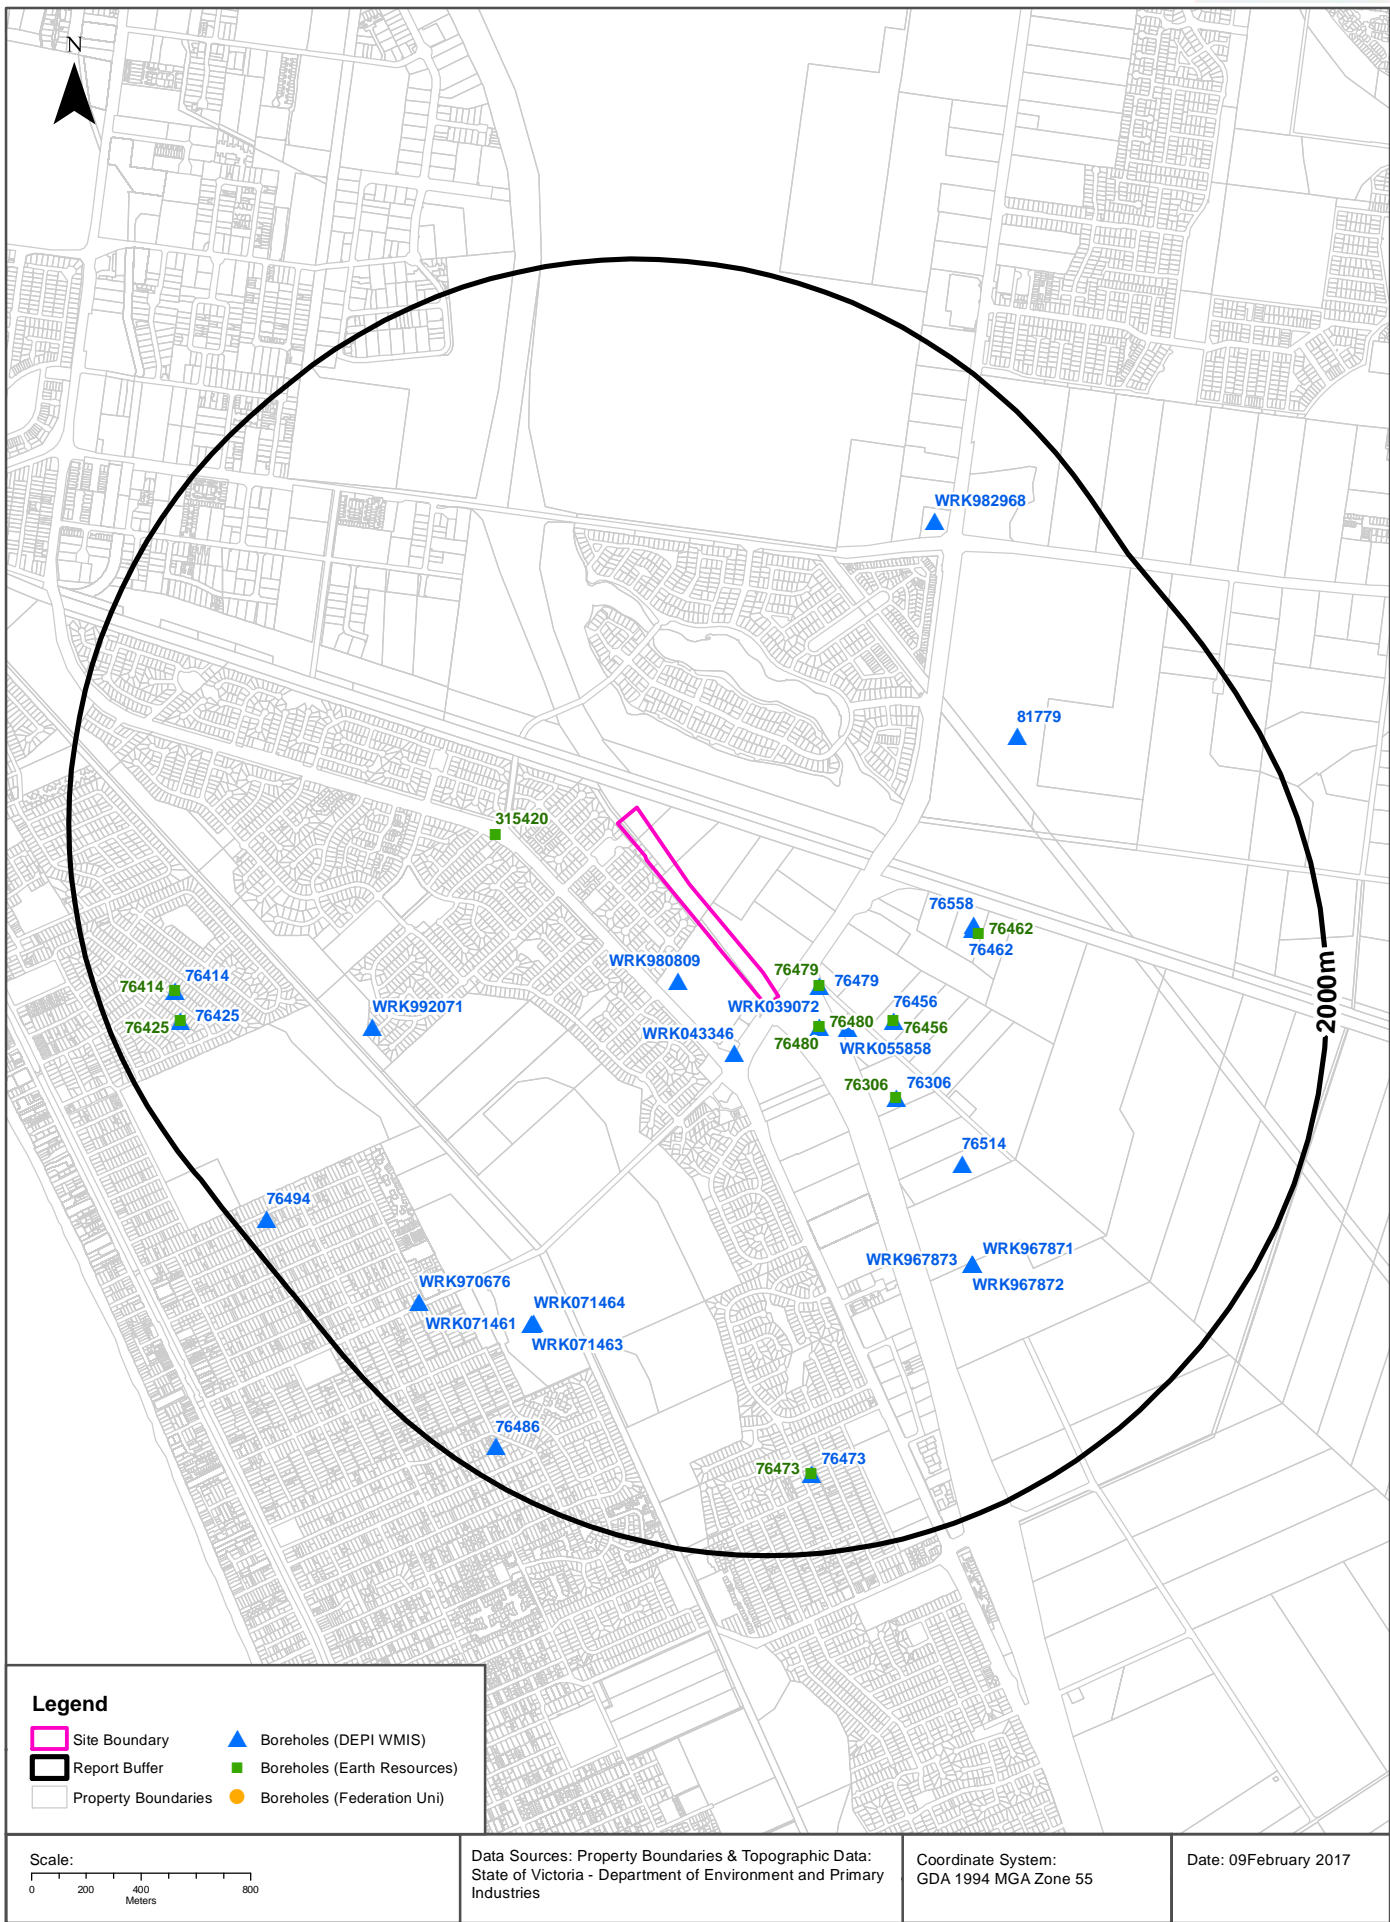 N
WRK982968
81779
315420
76558
76462
76462
WRK980809
76479
76479
76414
76414
76425
76425
WRK992071
WRK039072
76456
76456
76480
76480
WRK043346
WRK055858
76306
76306
76514
76494
WRK967871
WRK967873
WRK967872
WRK970676
WRK071461
WRK071464
WRK071463
76486
76473
76473
2000m
Legend
Site Boundary
Report Buffer
Property Boundaries
Boreholes (DEPI WMIS)
Boreholes (Earth Resources)
Boreholes (Federation Uni)
Scale:
0 200 400 800
Meters
Data Sources: Property Boundaries & Topographic Data:
State of Victoria - Department of Environment and Primary
Industries
Coordinate System:
GDA 1994 MGA Zone 55
Date: 09February 2017